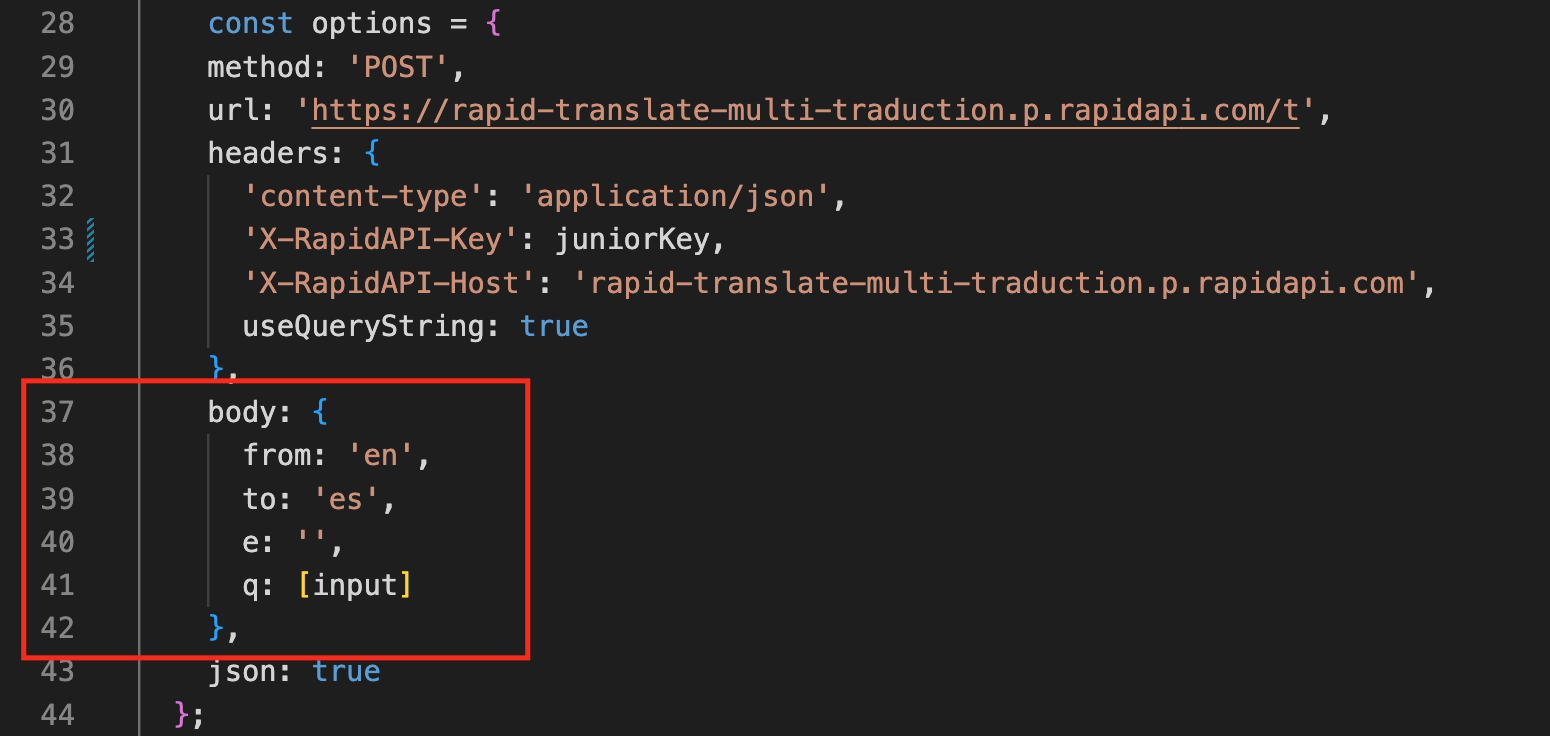 28 const options = {
29 method: 'POST',
30 url: 'https://rapid-translate-multi-traduction.p.rapidapi.com/t',
31 headers: {
32 'content-type': 'application/json',
33 'X-RapidAPI-Key': juniorKey,
34 'X-RapidAPI-Host': 'rapid-translate-multi-traduction.p.rapidapi.com',
35 useQueryString: true
36 },
37 body: {
38 from: 'en',
39 to: 'es',
40 e: '',
41 q: [input]
42 },
43 json: true
44 };